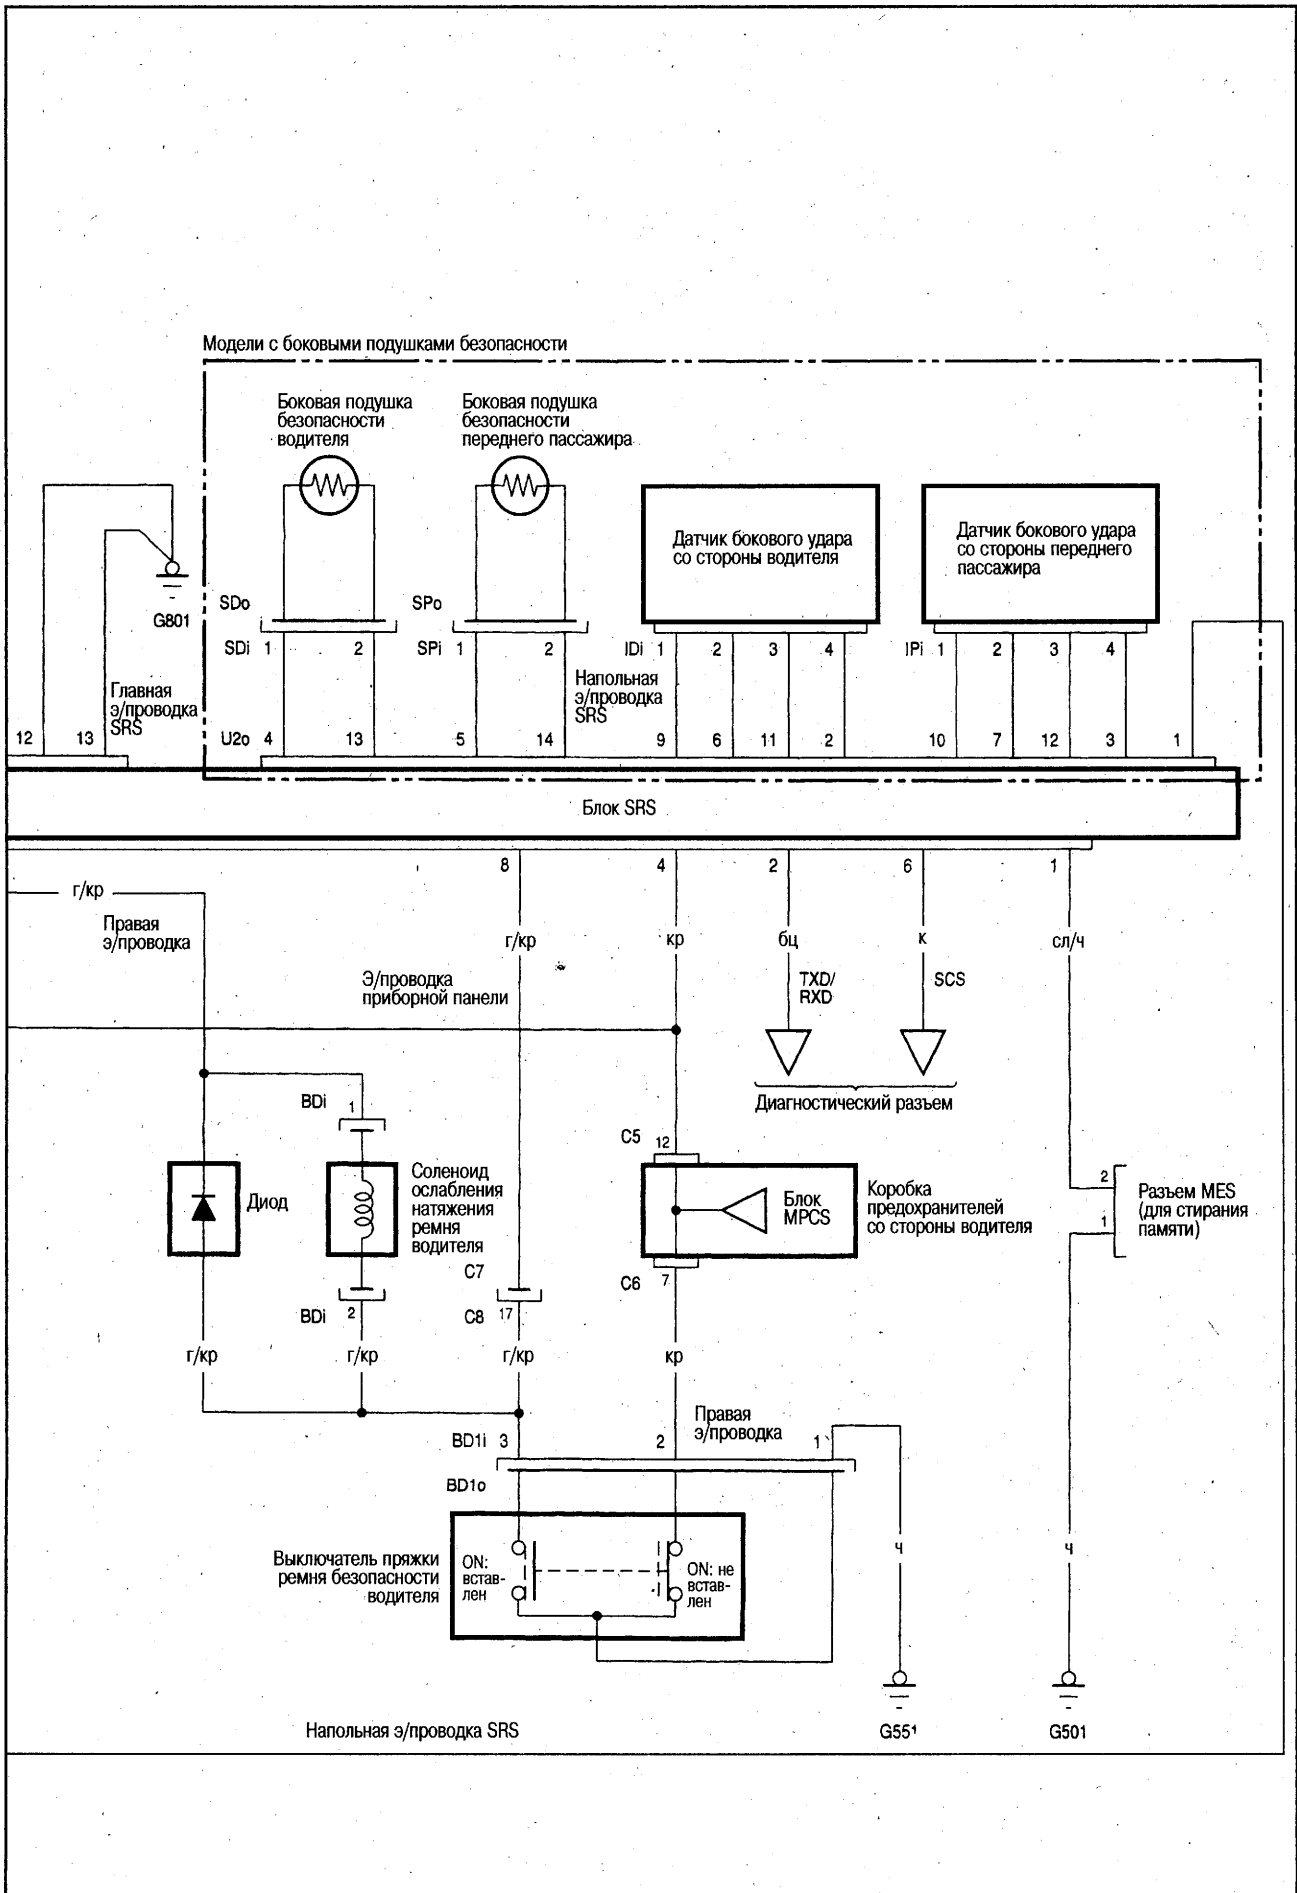 Модели с боковыми подушками безопасности
Боковая подушка
безопасности
водителя
Боковая подушка
безопасности
переднего пассажира
Датчик бокового удара
со стороны водителя
Датчик бокового удара
со стороны переднего
пассажира
G801
SDo
SPo
SDi 1 2
SPi 1 2
IDi 1 2 3 4
IPi 1 2 3 4
Главная
э/проводка
SRS
Напольная
э/проводка
SRS
12 13
U2o 4 13 5 14 9 6 11 2 10 7 12 3 1
Блок SRS
8 4 2 6 1
г/кр
Правая
э/проводка
г/кр кр бц к сл/ч
Э/проводка
приборной панели
TXD/
RXD
SCS
Диагностический разъем
BDi 1
C5 12
Диод
Соленоид
ослабления
натяжения
ремня
водителя
Блок
MPCS
Коробка
предохранителей
со стороны водителя
2
1
Разъем MES
(для стирания
памяти)
C7
C6 7
BDi 2
C8 17
г/кр г/кр г/кр кр
Правая
э/проводка
BD1i 3 2 1
BD1o
Выключатель пряжки
ремня безопасности
водителя
ON:
встав-
лен
ON: не
встав-
лен
ч ч
Напольная э/проводка SRS
G551 G501